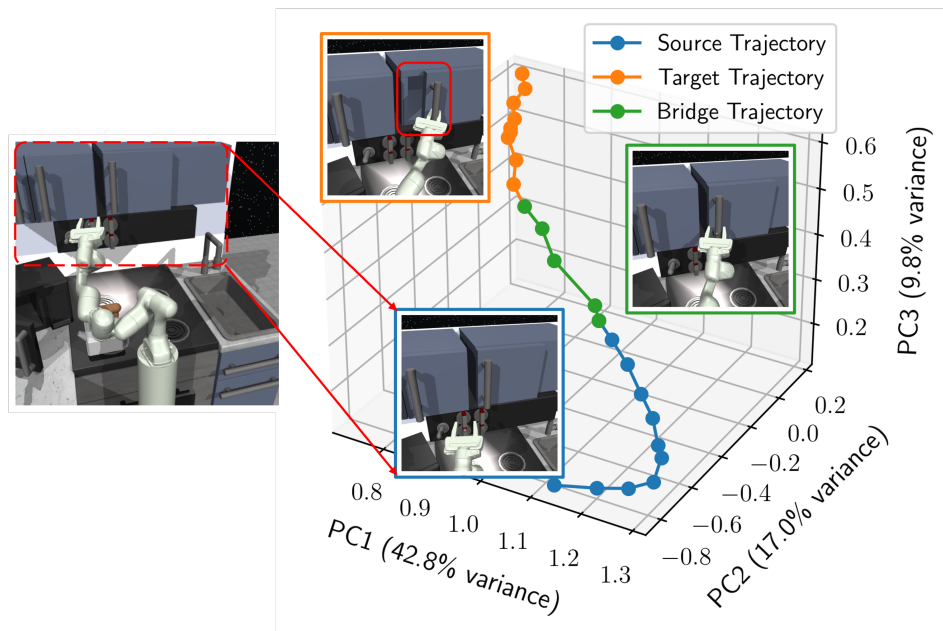 Source Trajectory
Target Trajectory
Bridge Trajectory
0.6
0.5
0.4
0.3
0.2
PC3 (9.8% variance)
0.2
0.0
−0.2
−0.4
−0.6
−0.8
PC2 (17.0% variance)
0.8
0.9
1.0
1.1
1.2
1.3
PC1 (42.8% variance)